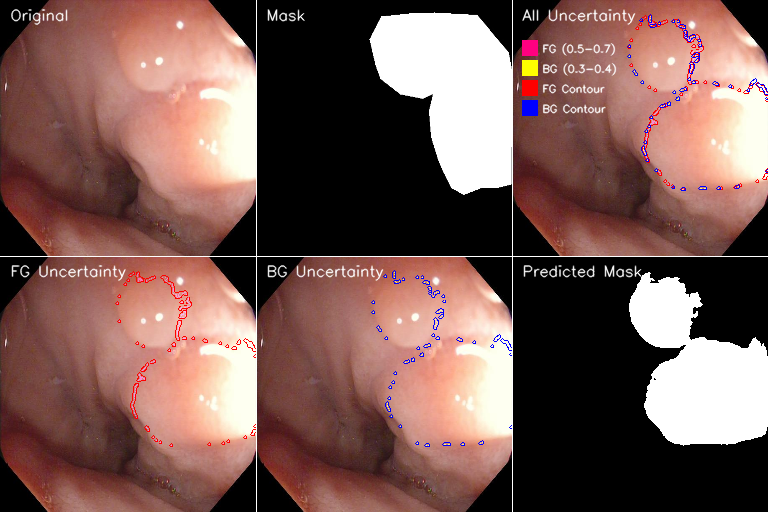 Original
Mask
All Uncertainty
FG (0.5-0.7)
BG (0.3-0.4)
FG Contour
BG Contour
FG Uncertainty
BG Uncertainty
Predicted Mask